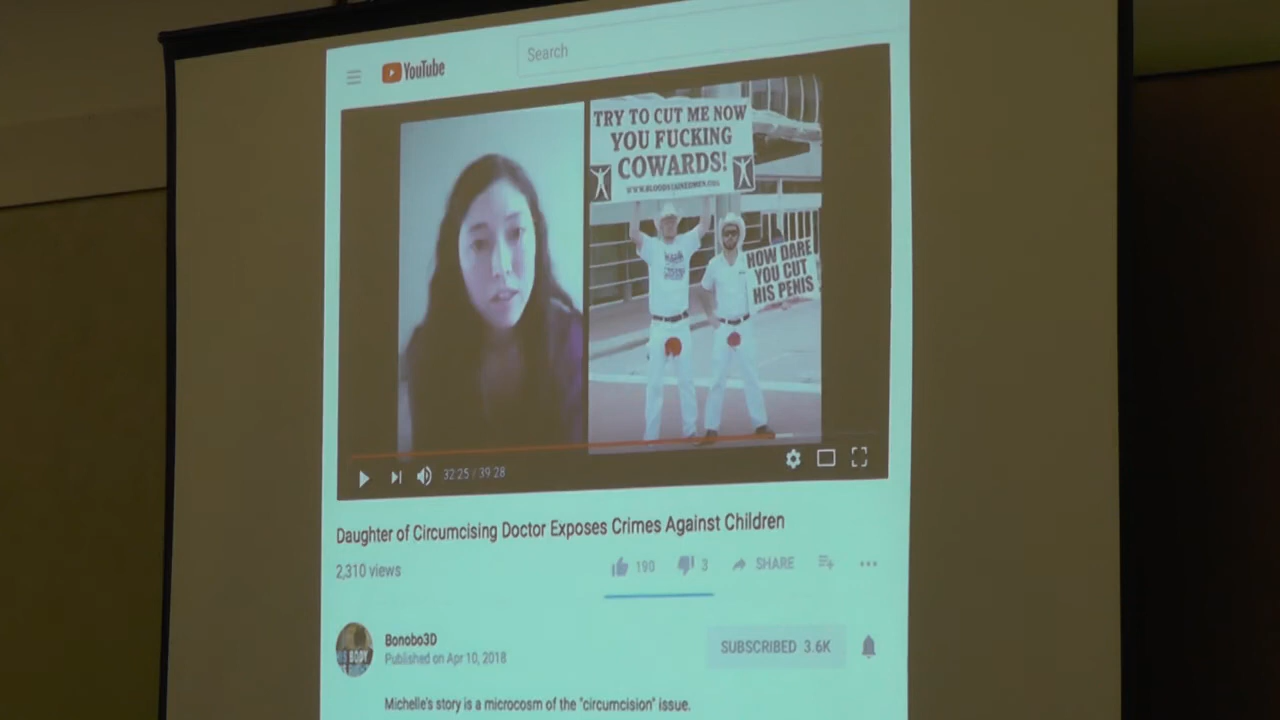 YouTube
Search
TRY TO CUT ME NOW
YOU FUCKING
COWARDS!
WWW.BLOODSTAINEDMEN.ORG
HOW DARE
YOU CUT
HIS PENIS
32:25 / 39:28
Daughter of Circumcising Doctor Exposes Crimes Against Children
2,310 views
190
3
SHARE
Bonobo3D
Published on Apr 10, 2018
SUBSCRIBED 3.6K
BODY
Michelle's story is a microcosm of the "circumcision" issue.